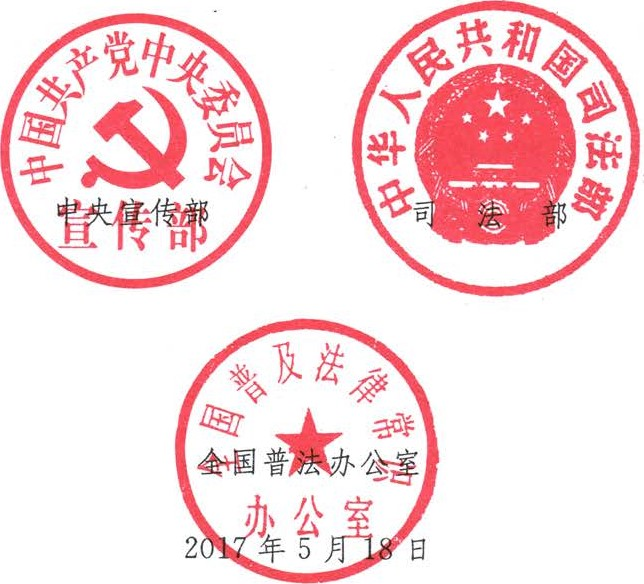 中国共产党中央委员会
中央宣传部
宣传部
中华人民共和国司法部
司法部
全国普及法律常识
全国普法办公室
办公室
2017年5月18日